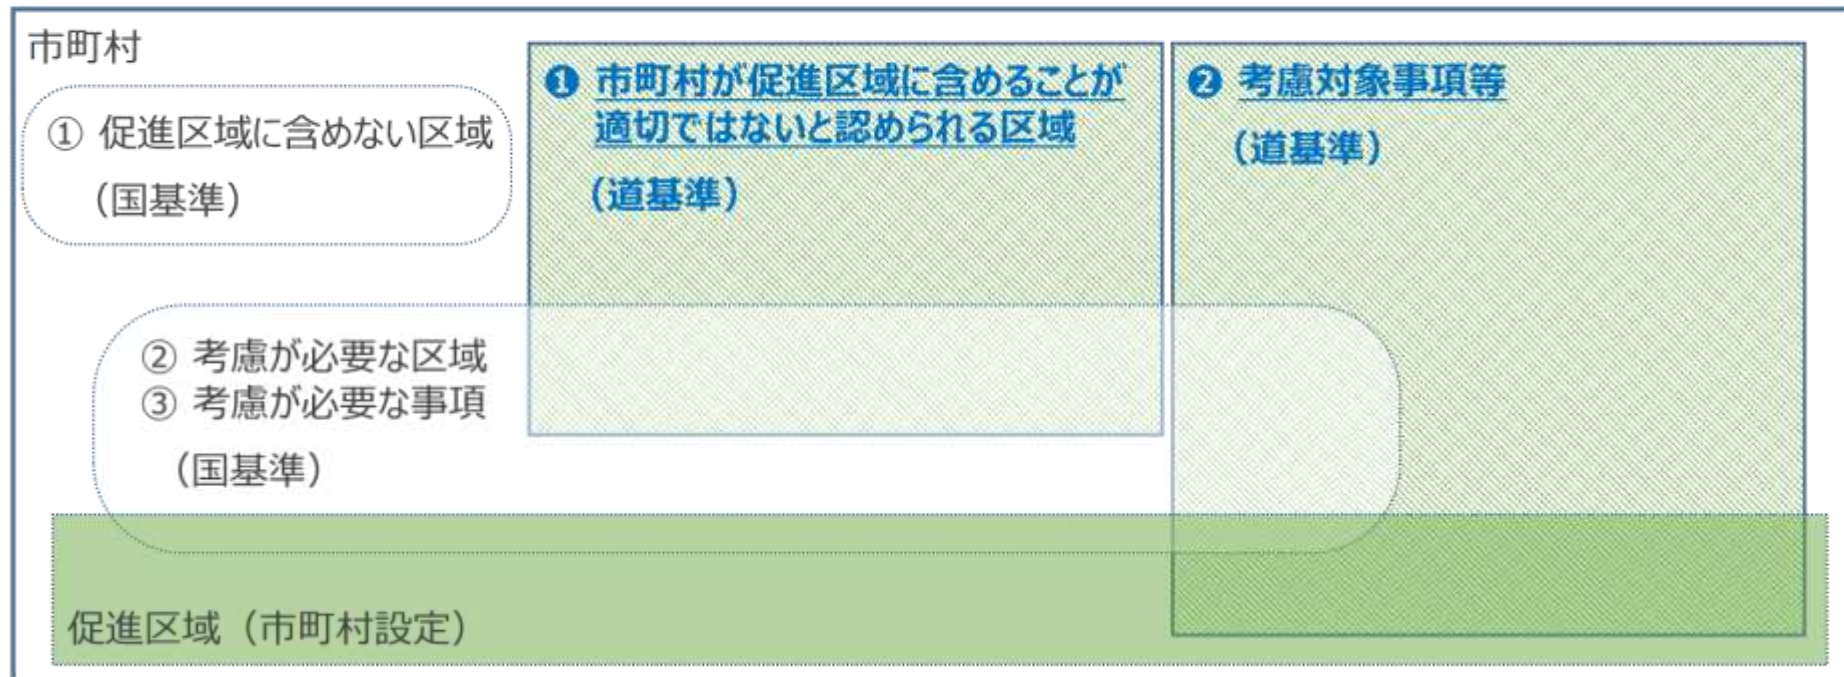 市町村
① 促進区域に含めない区域
（国基準）
❶ 市町村が促進区域に含めることが
適切ではないと認められる区域
（道基準）
❷ 考慮対象事項等
（道基準）
② 考慮が必要な区域
③ 考慮が必要な事項
（国基準）
促進区域（市町村設定）